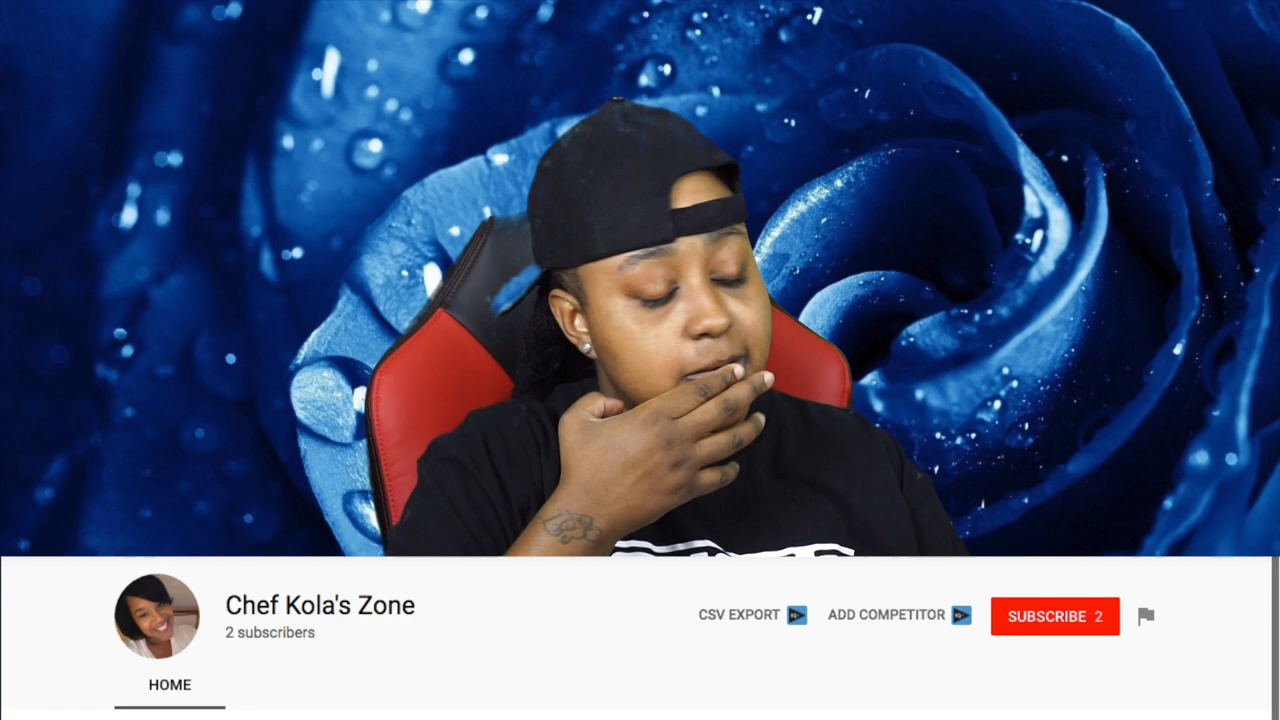 Chef Kola's Zone
2 subscribers
CSV EXPORT
ADD COMPETITOR
SUBSCRIBE 2
HOME